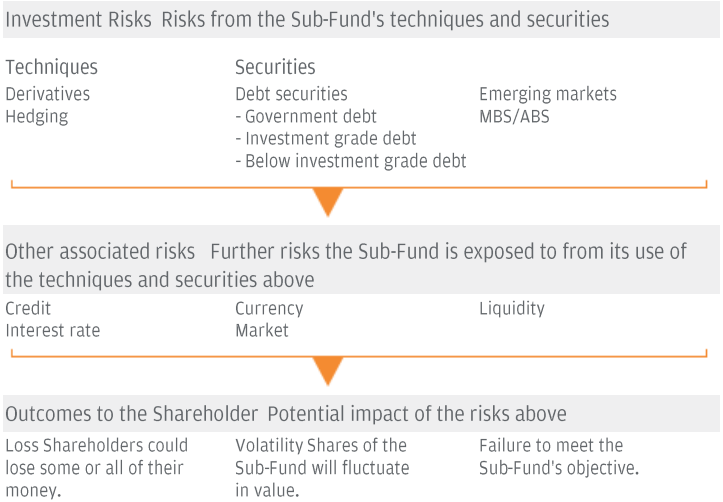 Investment Risks Risks from the Sub-Fund's techniques and securities
Techniques
Derivatives
Hedging
Securities
Debt securities
- Government debt
- Investment grade debt
- Below investment grade debt
Emerging markets
MBS/ABS
Other associated risks Further risks the Sub-Fund is exposed to from its use of
the techniques and securities above
Credit
Interest rate
Currency
Market
Liquidity
Outcomes to the Shareholder Potential impact of the risks above
Loss Shareholders could
lose some or all of their
money.
Volatility Shares of the
Sub-Fund will fluctuate
in value.
Failure to meet the
Sub-Fund's objective.